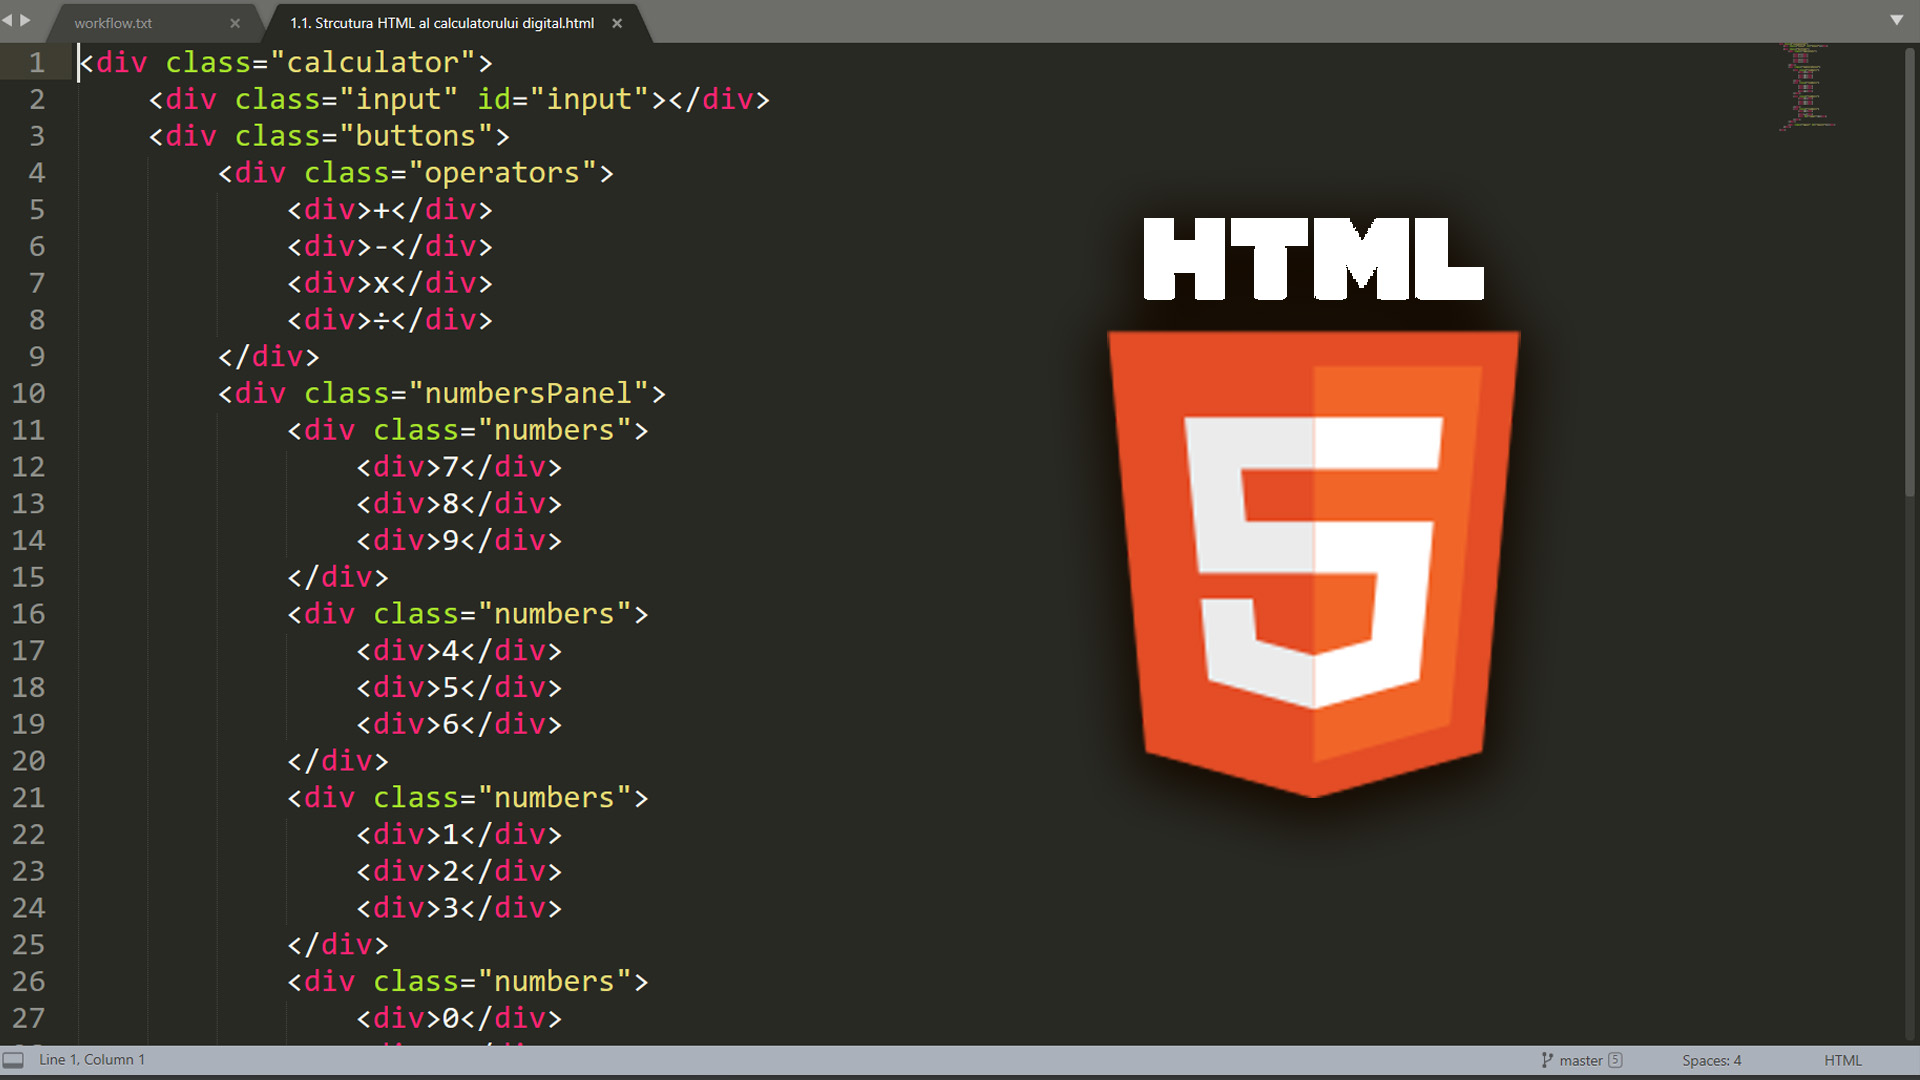 workflow.txt ×
1.1. Strcutura HTML al calculatorului digital.html ×
1 <div class="calculator">
2     <div class="input" id="input"></div>
3     <div class="buttons">
4         <div class="operators">
5             <div>+</div>
6             <div>-</div>
7             <div>x</div>
8             <div>÷</div>
9         </div>
10         <div class="numbersPanel">
11             <div class="numbers">
12                 <div>7</div>
13                 <div>8</div>
14                 <div>9</div>
15             </div>
16             <div class="numbers">
17                 <div>4</div>
18                 <div>5</div>
19                 <div>6</div>
20             </div>
21             <div class="numbers">
22                 <div>1</div>
23                 <div>2</div>
24                 <div>3</div>
25             </div>
26             <div class="numbers">
27                 <div>0</div>
HTML
5
Line 1, Column 1
master 5
Spaces: 4
HTML